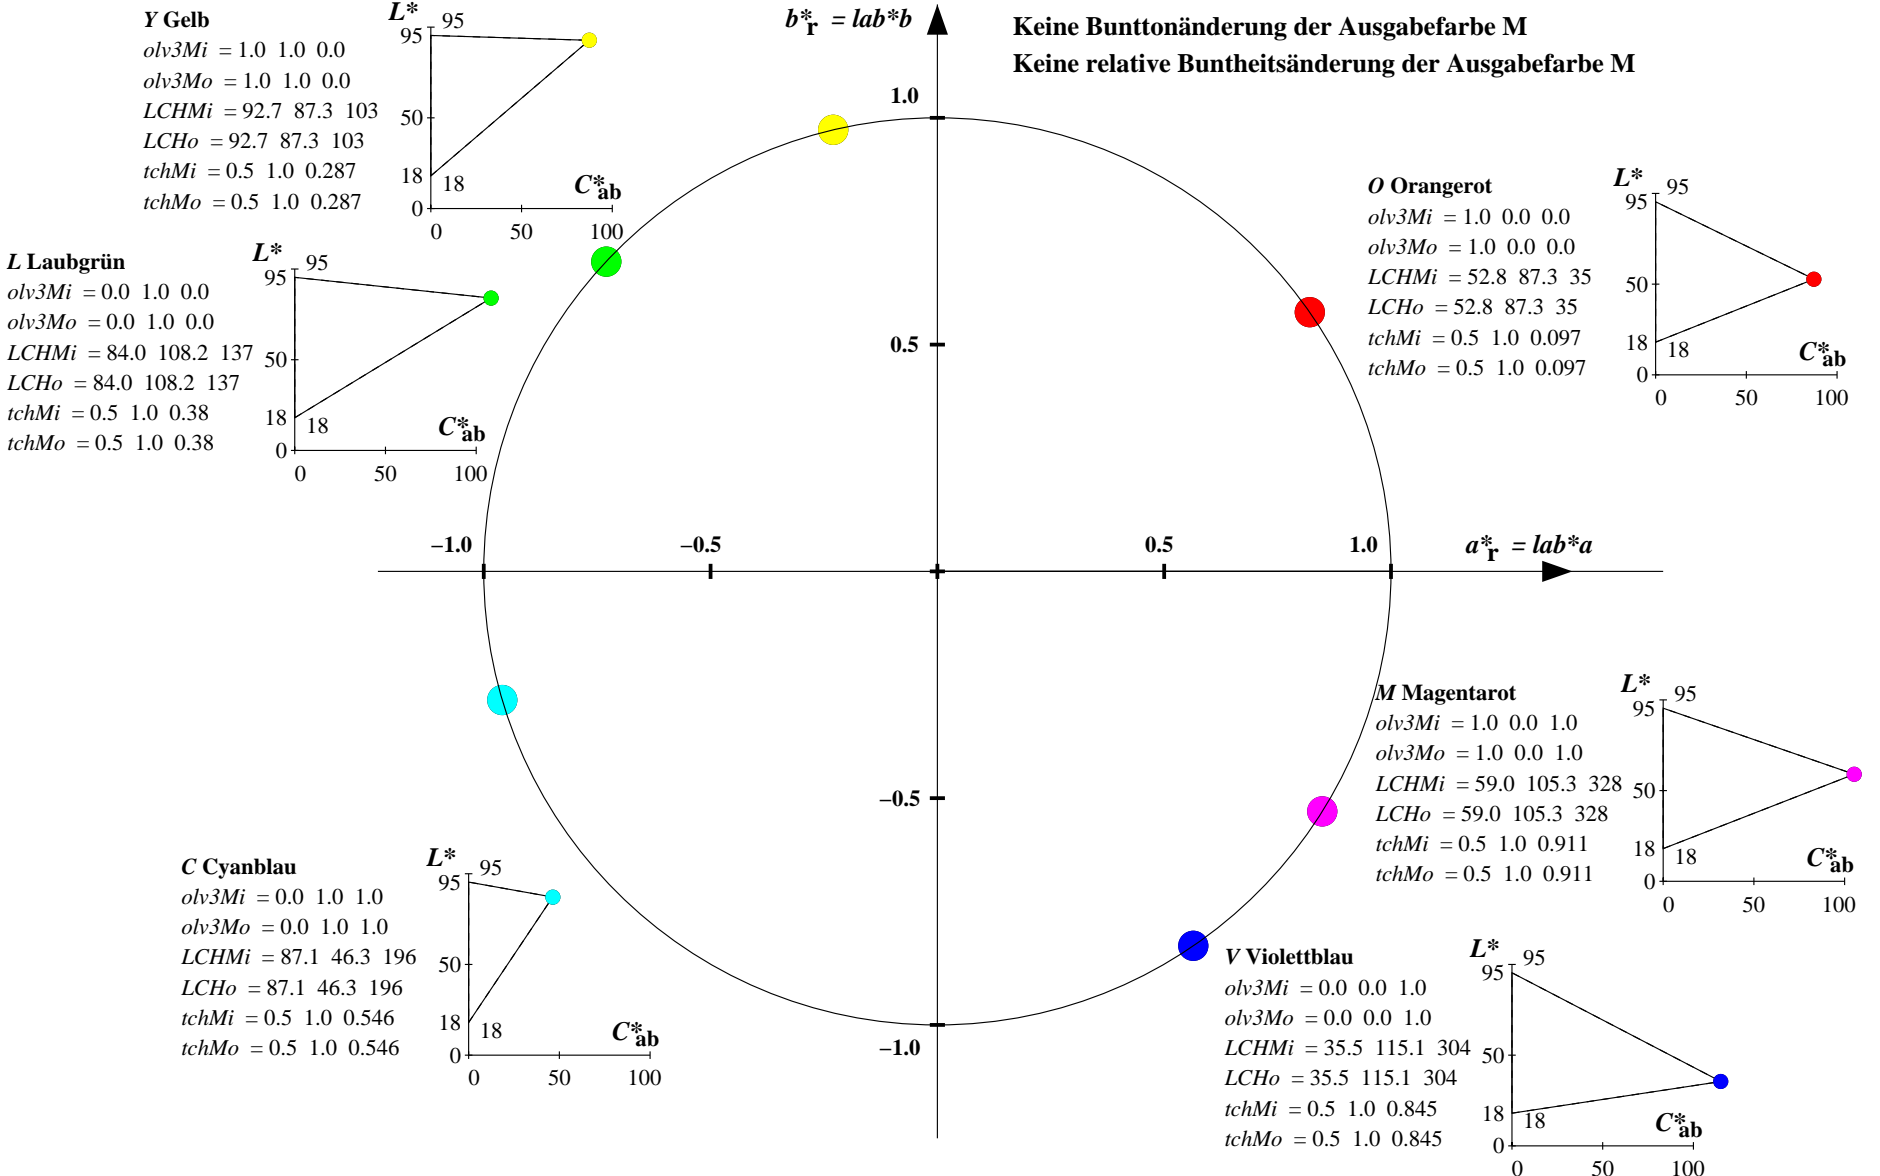 b*r = lab*b
Keine Bunttonänderung der Ausgabefarbe M
Keine relative Buntheitsänderung der Ausgabefarbe M
1.0
0.5
−1.0
−0.5
0.5
1.0
a*r = lab*a
−0.5
−1.0
Y Gelb
olv3Mi = 1.0 1.0 0.0
olv3Mo = 1.0 1.0 0.0
LCHMi = 92.7 87.3 103
LCHo = 92.7 87.3 103
tchMi = 0.5 1.0 0.287
tchMo = 0.5 1.0 0.287
L*
95
95
50
18
18
0
C*ab
0 50 100
L Laubgrün
olv3Mi = 0.0 1.0 0.0
olv3Mo = 0.0 1.0 0.0
LCHMi = 84.0 108.2 137
LCHo = 84.0 108.2 137
tchMi = 0.5 1.0 0.38
tchMo = 0.5 1.0 0.38
L*
95
95
50
18
18
0
C*ab
0 50 100
O Orangerot
olv3Mi = 1.0 0.0 0.0
olv3Mo = 1.0 0.0 0.0
LCHMi = 52.8 87.3 35
LCHo = 52.8 87.3 35
tchMi = 0.5 1.0 0.097
tchMo = 0.5 1.0 0.097
L*
95
95
50
18
18
0
C*ab
0 50 100
M Magentarot
olv3Mi = 1.0 0.0 1.0
olv3Mo = 1.0 0.0 1.0
LCHMi = 59.0 105.3 328
LCHo = 59.0 105.3 328
tchMi = 0.5 1.0 0.911
tchMo = 0.5 1.0 0.911
L*
95
95
50
18
18
0
C*ab
0 50 100
C Cyanblau
olv3Mi = 0.0 1.0 1.0
olv3Mo = 0.0 1.0 1.0
LCHMi = 87.1 46.3 196
LCHo = 87.1 46.3 196
tchMi = 0.5 1.0 0.546
tchMo = 0.5 1.0 0.546
L*
95
95
50
18
18
0
C*ab
0 50 100
V Violettblau
olv3Mi = 0.0 0.0 1.0
olv3Mo = 0.0 0.0 1.0
LCHMi = 35.5 115.1 304
LCHo = 35.5 115.1 304
tchMi = 0.5 1.0 0.845
tchMo = 0.5 1.0 0.845
L*
95
95
50
18
18
0
C*ab
0 50 100